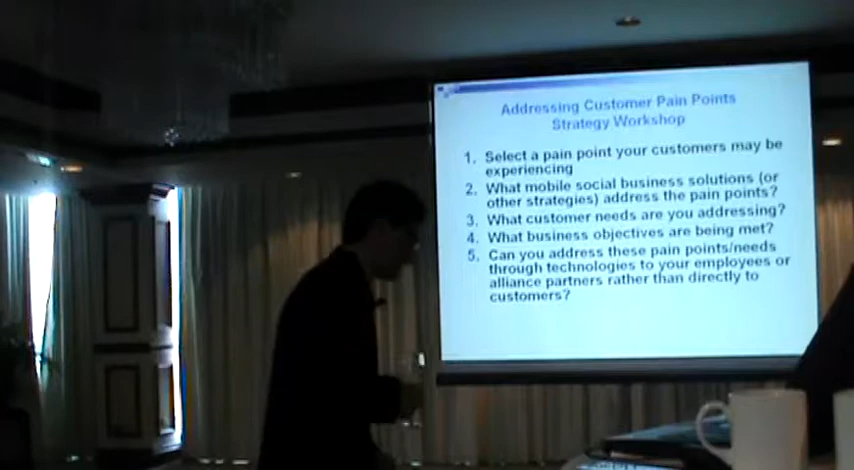 Addressing Customer Pain Points
Strategy Workshop
1. Select a pain point your customers may be
experiencing
2. What mobile social business solutions (or
other strategies) address the pain points?
3. What customer needs are you addressing?
4. What business objectives are being met?
5. Can you address these pain points/needs
through technologies to your employees or
alliance partners rather than directly to
customers?